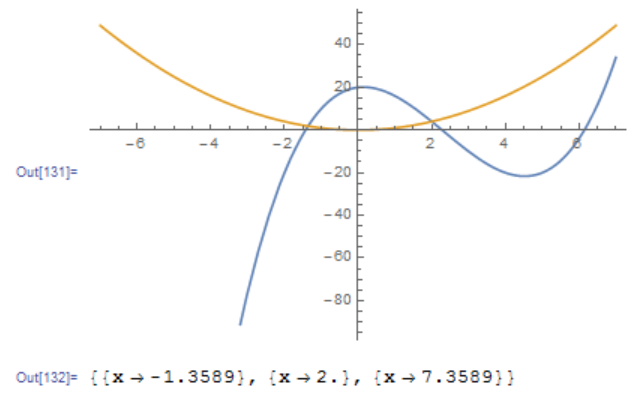 40
20
-6 -4 -2 2 4 6
Out[131]=
-20
-40
-60
-80
Out[132]= {{x → -1.3589}, {x → 2.}, {x → 7.3589}}